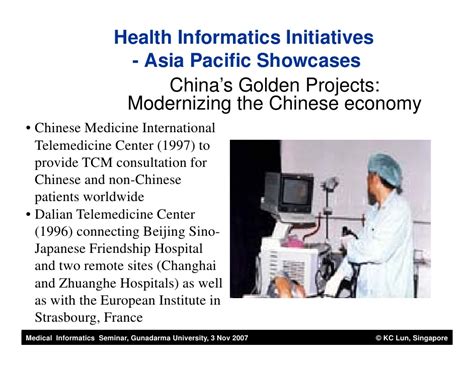 Health Informatics Initiatives
- Asia Pacific Showcases
China's Golden Projects:
Modernizing the Chinese economy
• Chinese Medicine International
Telemedicine Center (1997) to
provide TCM consultation for
Chinese and non-Chinese
patients worldwide
• Dalian Telemedicine Center
(1996) connecting Beijing Sino-
Japanese Friendship Hospital
and two remote sites (Changhai
and Zhuanghe Hospitals) as well
as with the European Institute in
Strasbourg, France
Medical Informatics Seminar, Gunadarma University, 3 Nov 2007
© KC Lun, Singapore